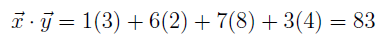 x⃗ · y⃗ = 1(3) + 6(2) + 7(8) + 3(4) = 83